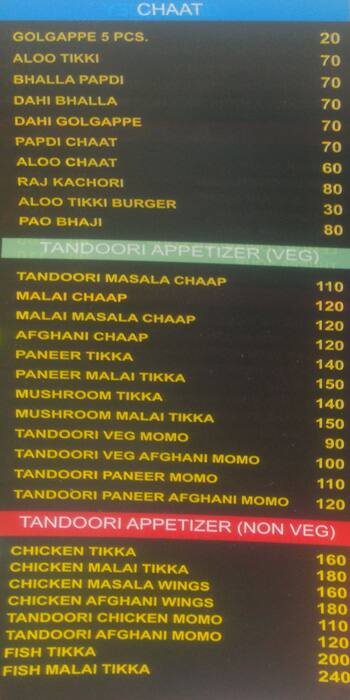 CHAAT
GOLGAPPE 5 PCS. 20
ALOO TIKKI 70
BHALLA PAPDI 70
DAHI BHALLA 70
DAHI GOLGAPPE 70
PAPDI CHAAT 70
ALOO CHAAT 60
RAJ KACHORI 80
ALOO TIKKI BURGER 30
PAO BHAJI 80
TANDOORI APPETIZER (VEG)
TANDOORI MASALA CHAAP 110
MALAI CHAAP 120
MALAI MASALA CHAAP 120
AFGHANI CHAAP 120
PANEER TIKKA 140
PANEER MALAI TIKKA 150
MUSHROOM TIKKA 140
MUSHROOM MALAI TIKKA 150
TANDOORI VEG MOMO 90
TANDOORI VEG AFGHANI MOMO 100
TANDOORI PANEER MOMO 110
TANDOORI PANEER AFGHANI MOMO 120
TANDOORI APPETIZER (NON VEG)
CHICKEN TIKKA 160
CHICKEN MALAI TIKKA 180
CHICKEN MASALA WINGS 160
CHICKEN AFGHANI WINGS 180
TANDOORI CHICKEN MOMO 110
TANDOORI AFGHANI MOMO 120
FISH TIKKA 200
FISH MALAI TIKKA 240